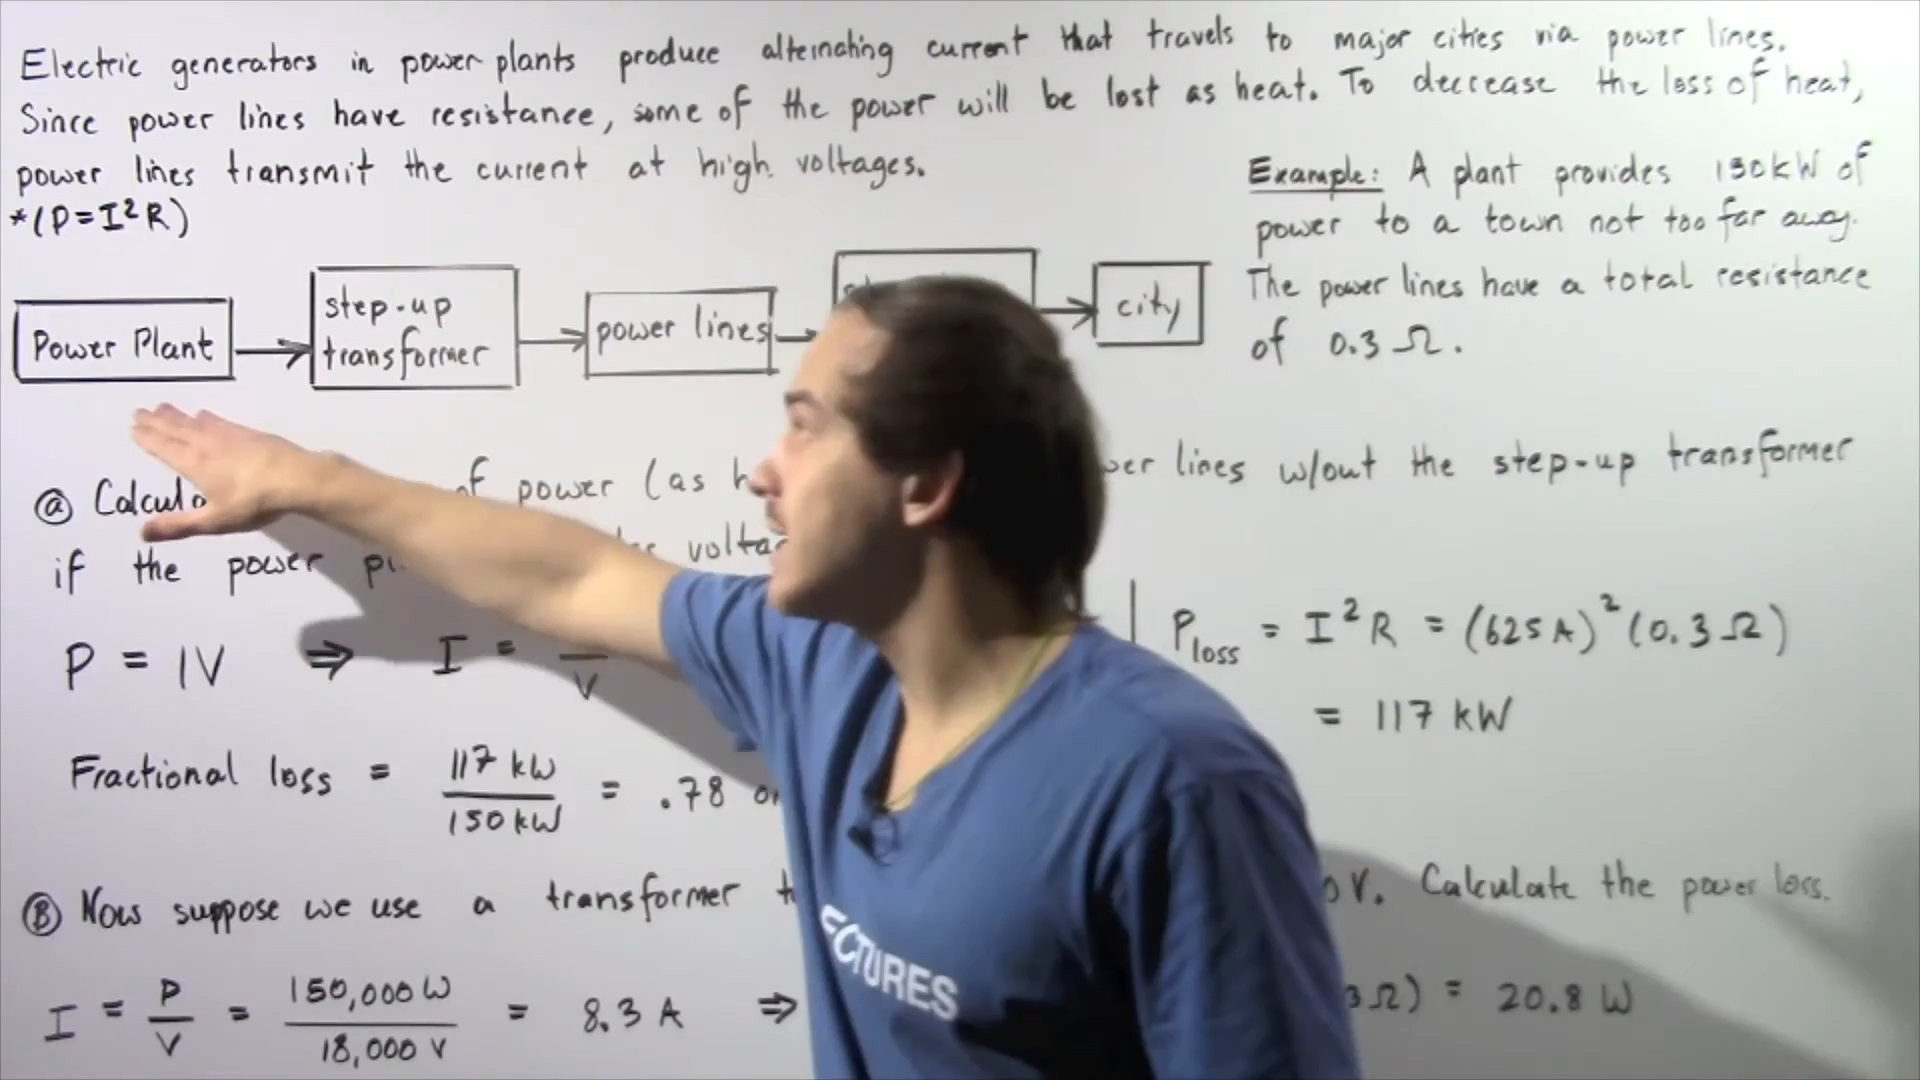 Electric generators in power plants produce alternating current that travels to major cities via power lines.
Since power lines have resistance, some of the power will be lost as heat. To decrease the loss of heat,
power lines transmit the current at high voltages.
*(P=I²R)
Example: A plant provides 150kW of
power to a town not too far away.
The power lines have a total resistance
of 0.3 Ω.
Power Plant
step-up
transformer
power lines
city
Ⓐ of power (as lines w/out the step-up transformer
if the power
P = IV ⇒ I =
V
P_loss = I²R = (625A)² (0.3Ω)
= 117 kW
Fractional loss = 117 kW / 150 kW = .78
Ⓑ Now suppose we use a transformer V. Calculate the power loss.
I = P/V = 150,000 W / 18,000 V = 8.3 A ⇒ Ω) = 20.8 W